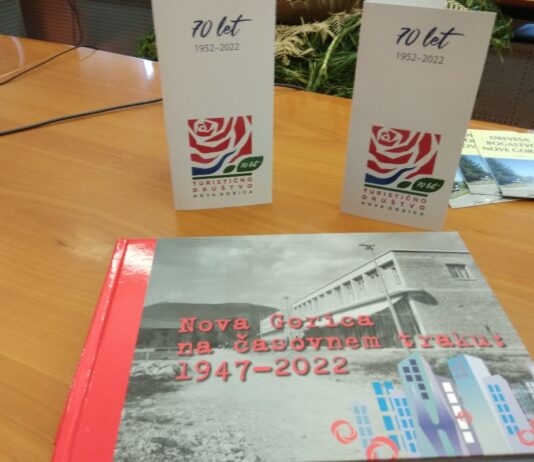 70 let
1952-2022
70 let
TURISTIČNO
DRUŠTVO
NOVA GORICA
70 let
1952-2022
70 let
TURISTIČNO
DRUŠTVO
NOVA GORICA
DREVESA
BOGASTVO
NOVE
Nova Gorica
na časovnem traku
1947-2022